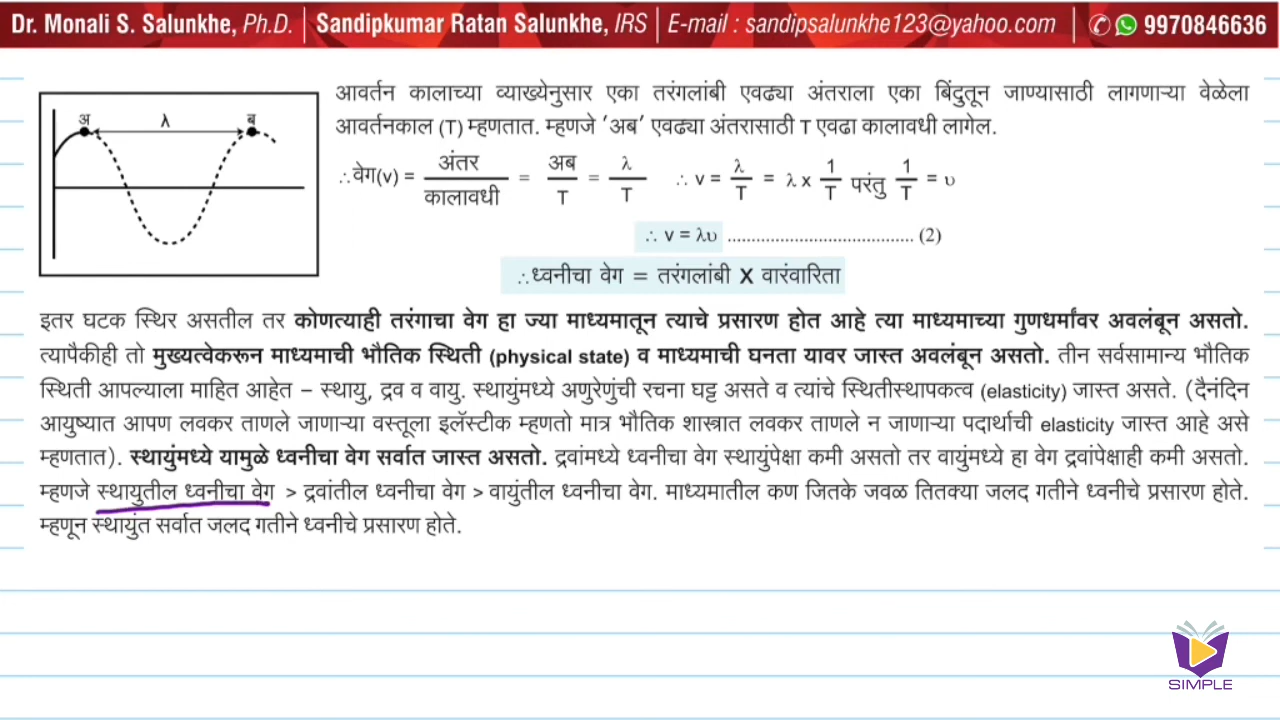 Dr. Monali S. Salunkhe, Ph.D. | Sandipkumar Ratan Salunkhe, IRS | E-mail : sandipsalunkhe123@yahoo.com | 9970846636
अ λ ब
आवर्तन कालाच्या व्याख्येनुसार एका तरंगलांबी एवढ्या अंतराला एका बिंदुतून जाण्यासाठी लागणाऱ्या वेळेला
आवर्तनकाल (T) म्हणतात. म्हणजे ‘अब’ एवढ्या अंतरासाठी T एवढा कालावधी लागेल.
∴वेग(v) = अंतर/कालावधी = अब/T = λ/T ∴ v = λ/T = λ x 1/T परंतु 1/T = υ
∴ v = λυ ....................................... (2)
∴ध्वनीचा वेग = तरंगलांबी X वारंवारिता
इतर घटक स्थिर असतील तर कोणत्याही तरंगाचा वेग हा ज्या माध्यमातून त्याचे प्रसारण होत आहे त्या माध्यमाच्या गुणधर्मांवर अवलंबून असतो.
त्यापैकीही तो मुख्यत्वेकरून माध्यमाची भौतिक स्थिती (physical state) व माध्यमाची घनता यावर जास्त अवलंबून असतो. तीन सर्वसामान्य भौतिक
स्थिती आपल्याला माहित आहेत – स्थायु, द्रव व वायु. स्थायुंमध्ये अणुरेणुंची रचना घट्ट असते व त्यांचे स्थितीस्थापकत्व (elasticity) जास्त असते. (दैनंदिन
आयुष्यात आपण लवकर ताणले जाणाऱ्या वस्तूला इलॅस्टीक म्हणतो मात्र भौतिक शास्त्रात लवकर ताणले न जाणाऱ्या पदार्थाची elasticity जास्त आहे असे
म्हणतात). स्थायुंमध्ये यामुळे ध्वनीचा वेग सर्वात जास्त असतो. द्रवांमध्ये ध्वनीचा वेग स्थायुंपेक्षा कमी असतो तर वायुंमध्ये हा वेग द्रवांपेक्षाही कमी असतो.
म्हणजे स्थायुतील ध्वनीचा वेग > द्रवांतील ध्वनीचा वेग > वायुंतील ध्वनीचा वेग. माध्यमातील कण जितके जवळ तितक्या जलद गतीने ध्वनीचे प्रसारण होते.
म्हणून स्थायुंत सर्वात जलद गतीने ध्वनीचे प्रसारण होते.
SIMPLE